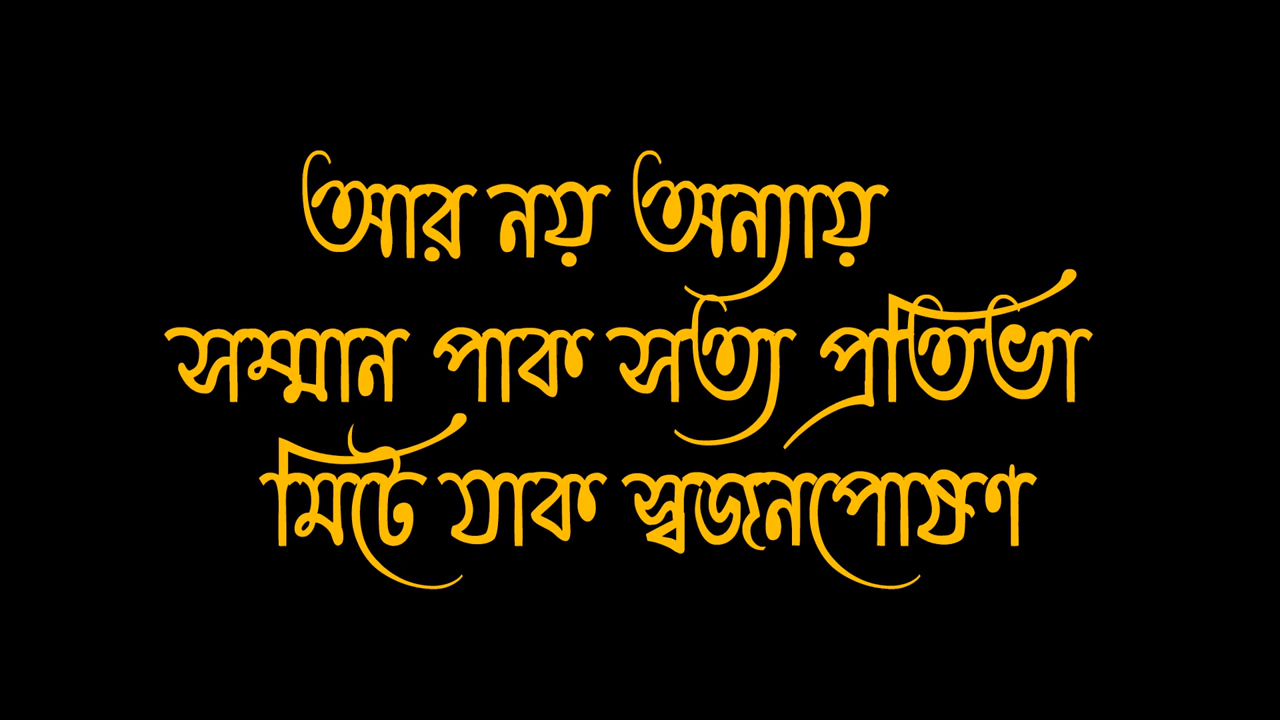 আর নয় অন্যায়
সম্মান পাক সত্য প্রতিভা
মিটে যাক স্বজনপোষণ